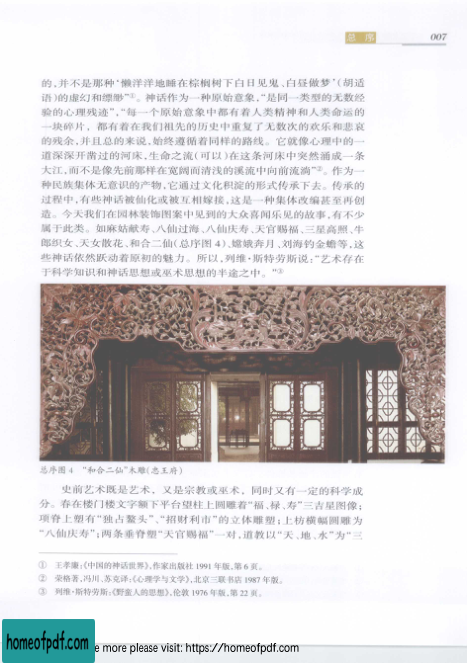 总序
007
的,并不是那种‘懒洋洋地睡在棕榈树下白日见鬼、白昼做梦’(胡适
语)的虚幻和缥缈”①。神话作为一种原始意象,“是同一类型的无数经
验的心理残迹”,“每一个原始意象中都有着人类精神和人类命运的
一块碎片,都有着在我们祖先的历史中重复了无数次的欢乐和悲哀
的残余,并且总的来说,始终遵循着同样的路线。它就像心理中的一
道深深开凿过的河床,生命之流(可以)在这条河床中突然涌成一条
大江,而不是像先前那样在宽阔而清浅的溪流中向前流淌”②。作为一
种民族集体无意识的产物,它通过文化积淀的形式传承下去。传承的
过程中,有些神话被仙化或被互相嫁接,这是一种集体改编甚至再创
造。今天我们在园林装饰图案中见到的大众喜闻乐见的故事,有不少
属于此类。如麻姑献寿、八仙过海、八仙庆寿、天官赐福、三星高照、牛
郎织女、天女散花、和合二仙(总序图4)、嫦娥奔月、刘海钓金蟾等,这
些神话依然跃动着原初的魅力。所以,列维·斯特劳斯说:“艺术存在
于科学知识和神话思想或巫术思想的半途之中。”③
总序图4 “和合二仙”木雕(忠王府)
史前艺术既是艺术,又是宗教或巫术,同时又有一定的科学成
分。春在楼门楼文字额下平台望柱上圆雕着“福、禄、寿”三吉星图像;
项脊上塑有“独占鳌头”、“招财利市”的立体雕塑;上枋横幅圆雕为
“八仙庆寿”;两条垂脊塑“天官赐福”一对,道教以“天、地、水”为“三
① 王孝廉:《中国的神话世界》,作家出版社1991年版,第6页。
② 荣格著,冯川、苏克译:《心理学与文学》,北京三联书店1987年版。
③ 列维·斯特劳斯:《野蛮人的思想》,伦敦1976年版,第22页。
homeofpdf.com
e more please visit: https://homeofpdf.com